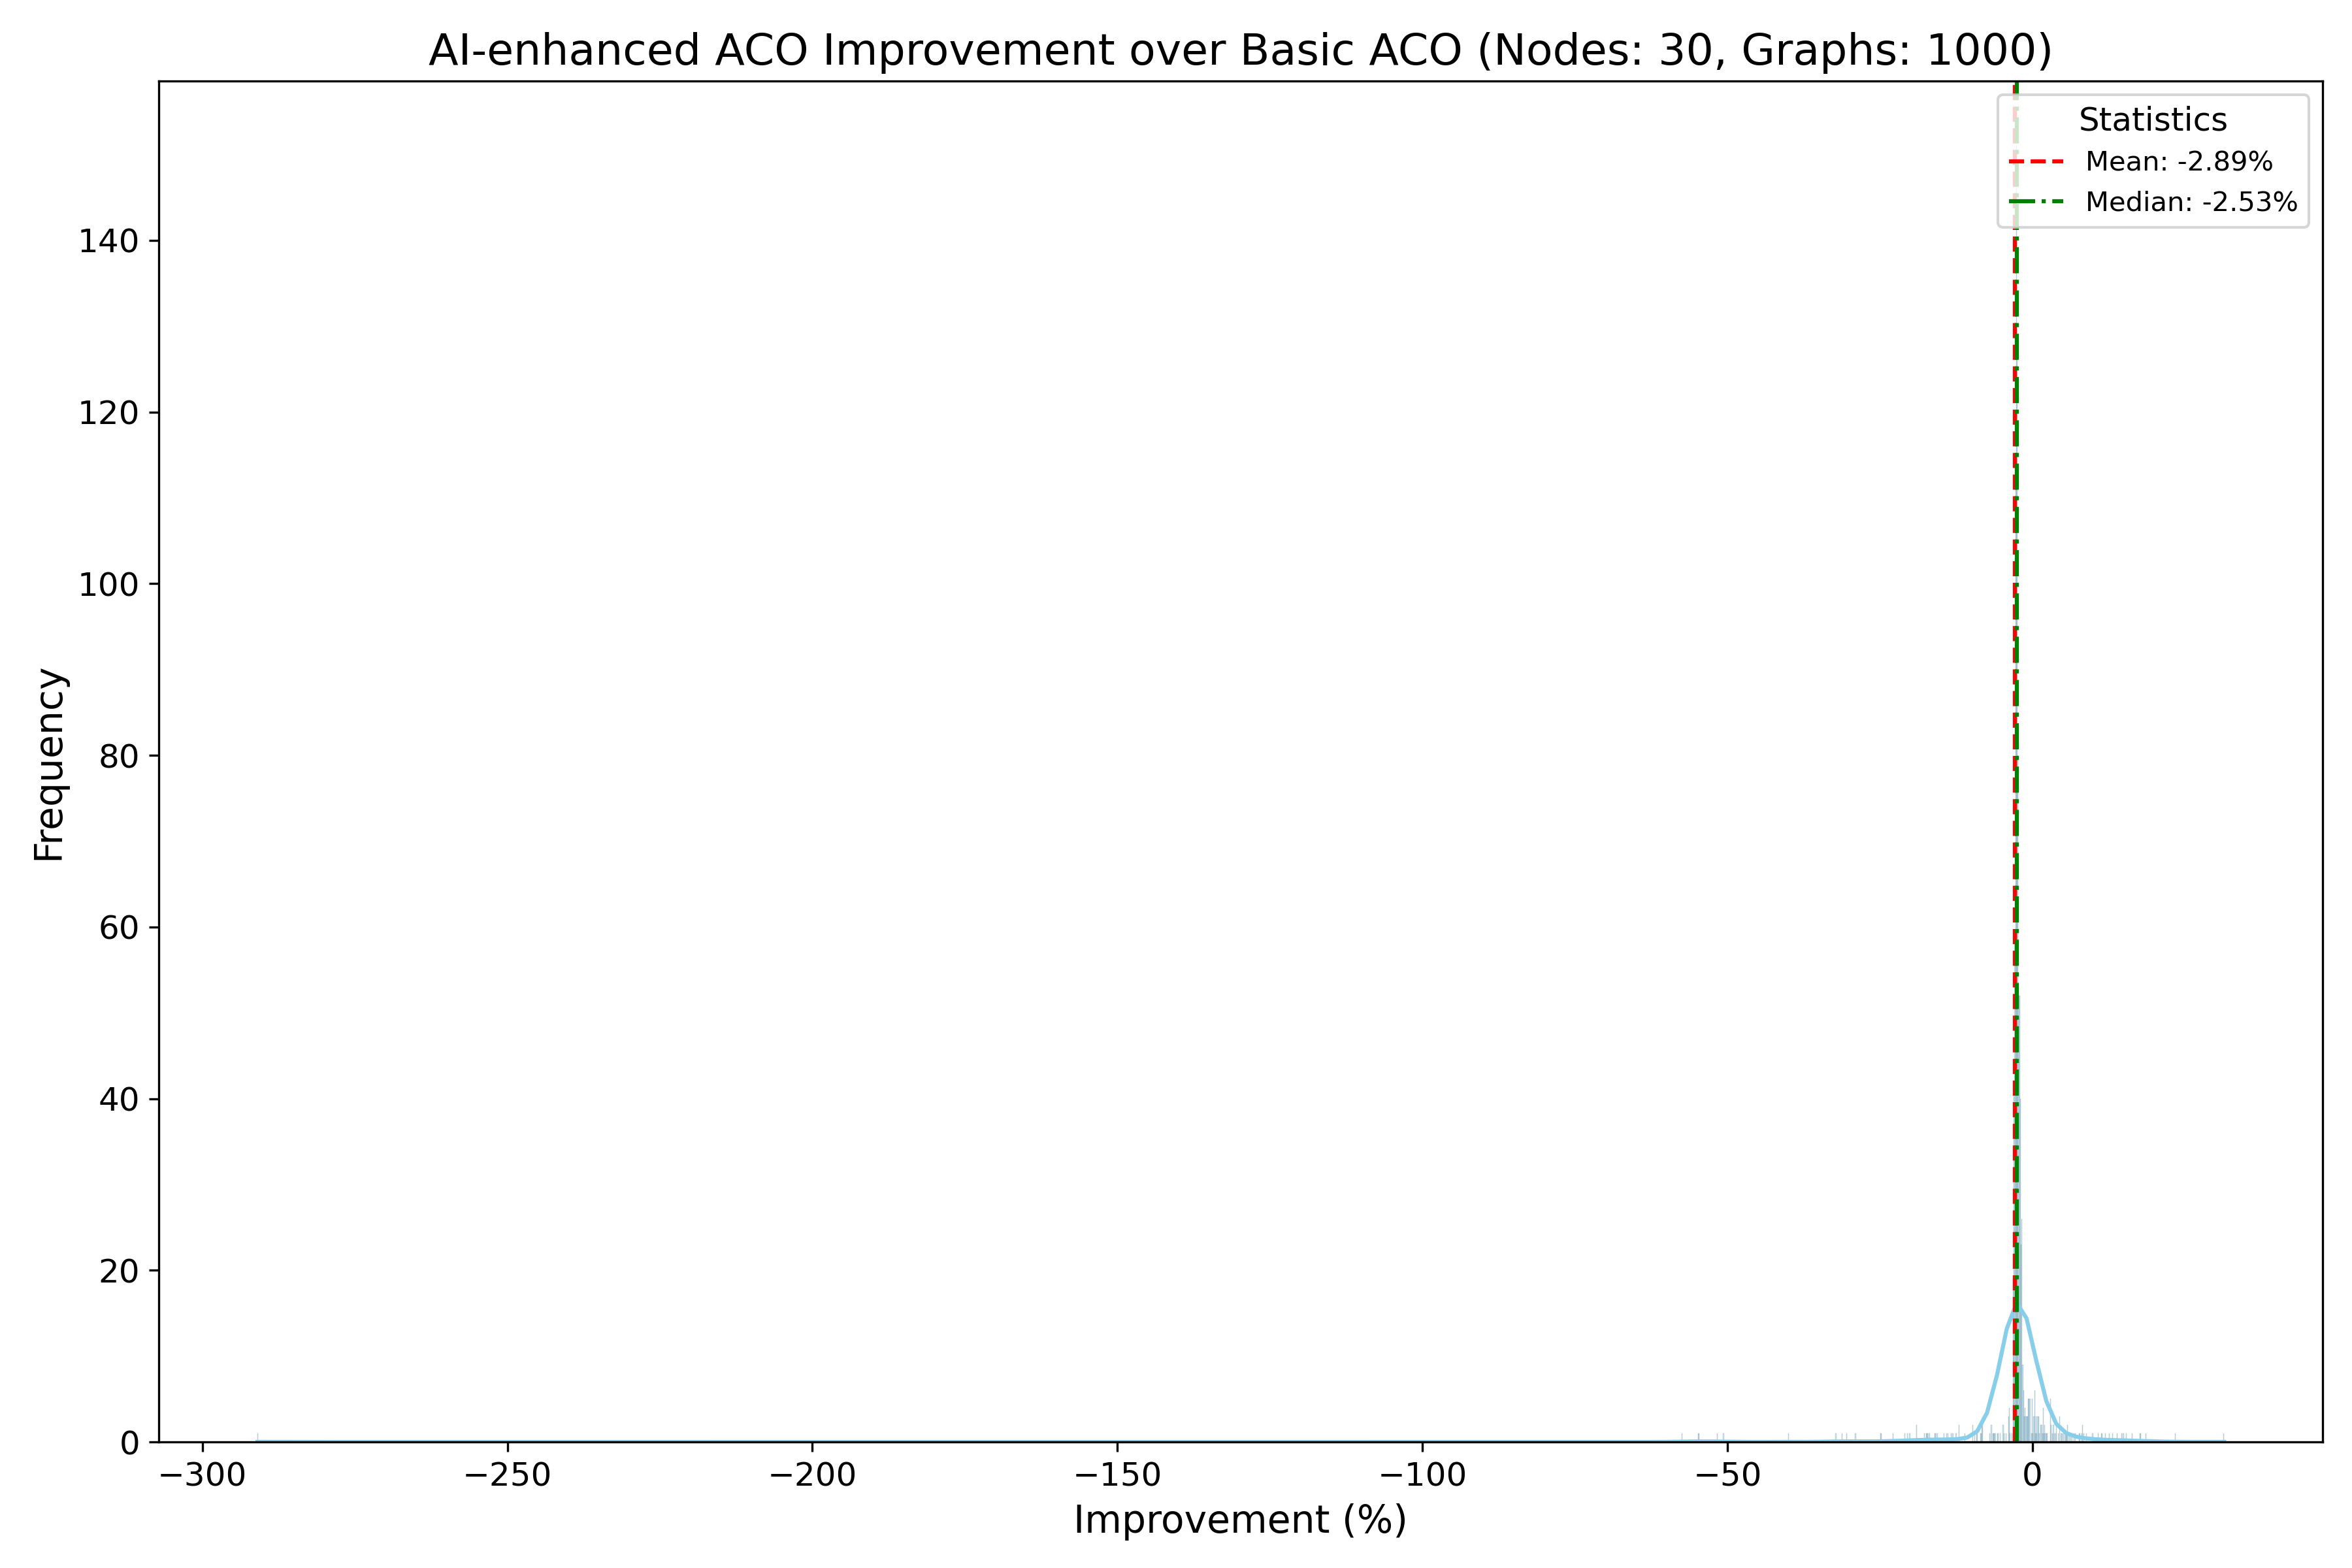 AI-enhanced ACO Improvement over Basic ACO (Nodes: 30, Graphs: 1000)
Statistics
Mean: -2.89%
Median: -2.53%
140
120
100
80
60
40
20
0
Frequency
−300 −250 −200 −150 −100 −50 0
Improvement (%)